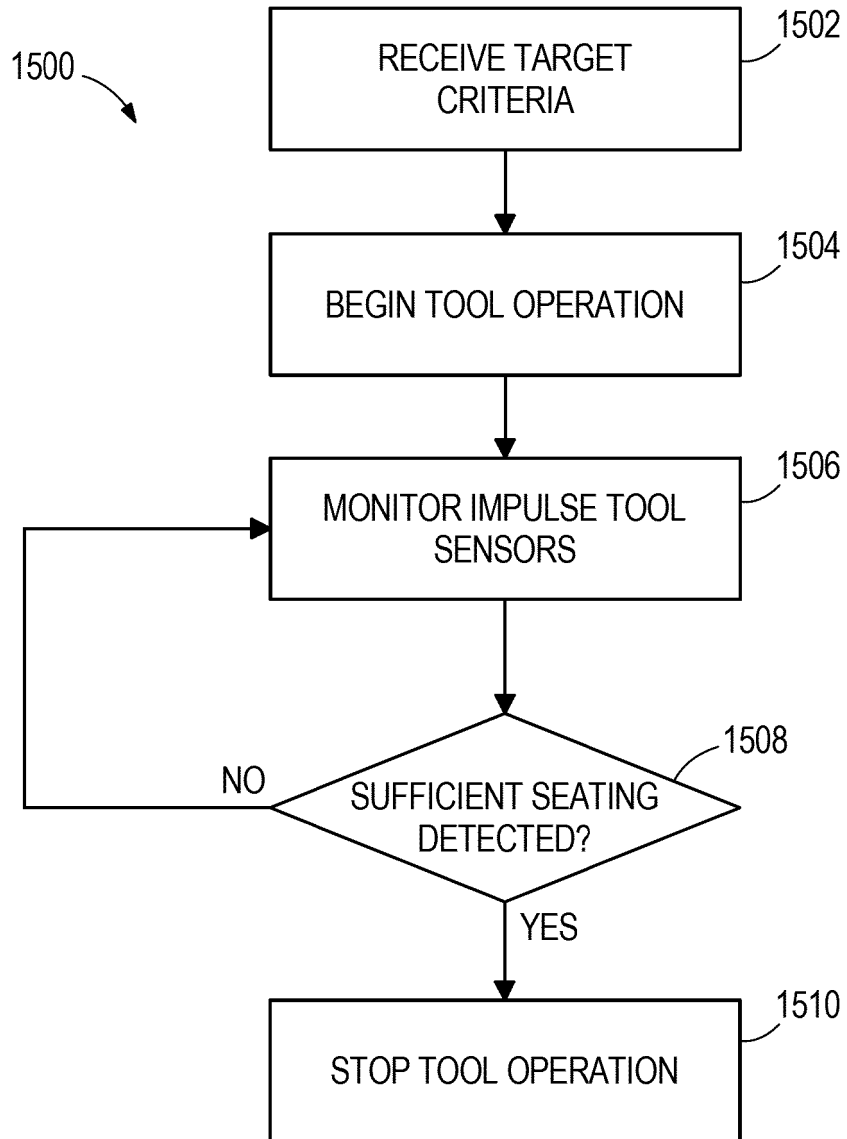 1500
1502
RECEIVE TARGET
CRITERIA
1504
BEGIN TOOL OPERATION
1506
MONITOR IMPULSE TOOL
SENSORS
1508
NO
SUFFICIENT SEATING
DETECTED?
YES
1510
STOP TOOL OPERATION